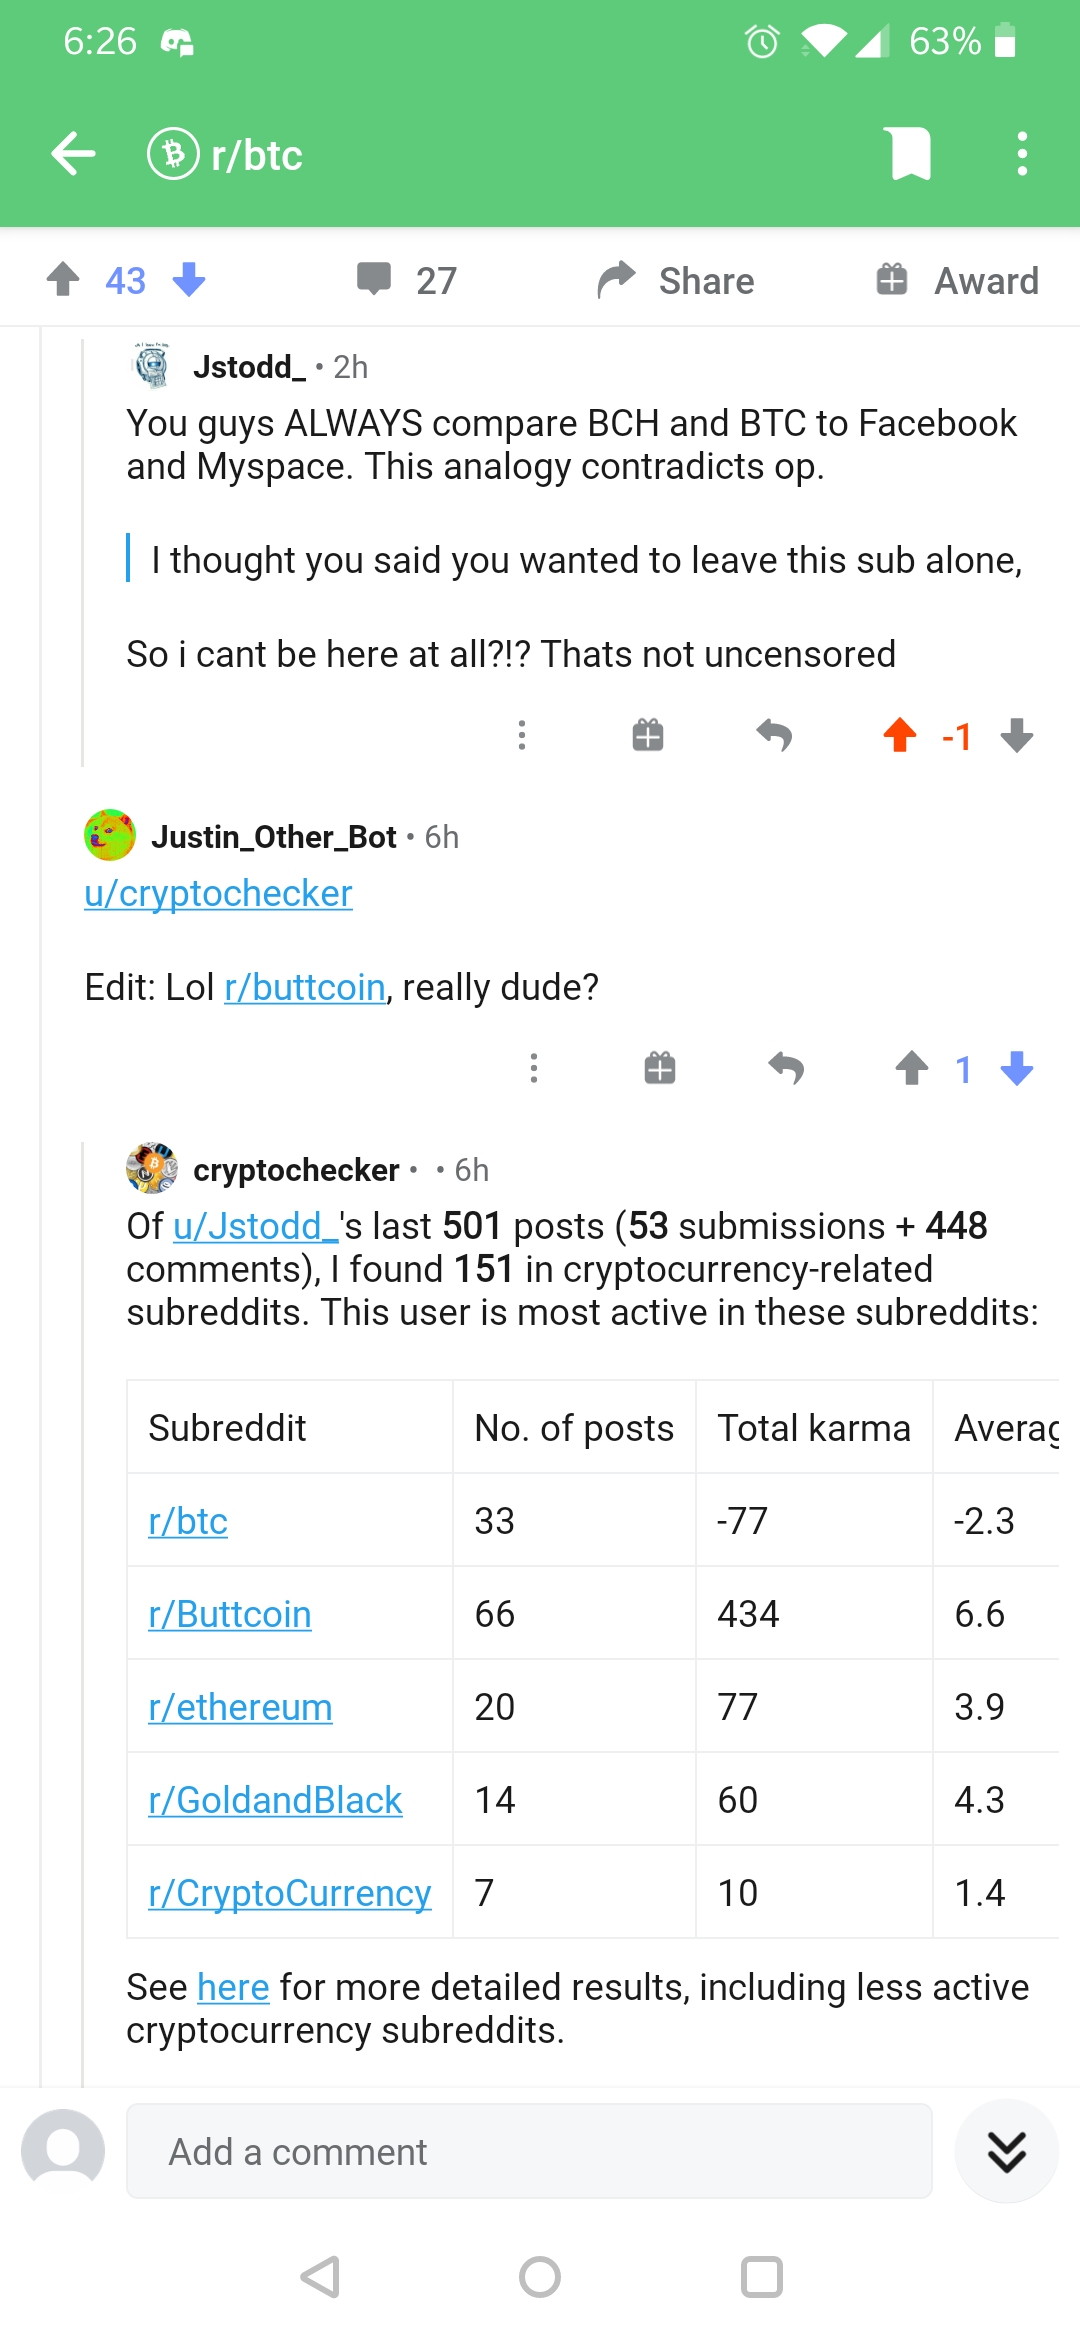 6:26 63%
r/btc
43 27 Share Award
Jstodd_ • 2h
You guys ALWAYS compare BCH and BTC to Facebook
and Myspace. This analogy contradicts op.
I thought you said you wanted to leave this sub alone,
So i cant be here at all?!? Thats not uncensored
-1
Justin_Other_Bot • 6h
u/cryptochecker
Edit: Lol r/buttcoin, really dude?
1
cryptochecker • • 6h
Of u/Jstodd_'s last 501 posts (53 submissions + 448
comments), I found 151 in cryptocurrency-related
subreddits. This user is most active in these subreddits:
Subreddit No. of posts Total karma Averag
r/btc 33 -77 -2.3
r/Buttcoin 66 434 6.6
r/ethereum 20 77 3.9
r/GoldandBlack 14 60 4.3
r/CryptoCurrency 7 10 1.4
See here for more detailed results, including less active
cryptocurrency subreddits.
Add a comment